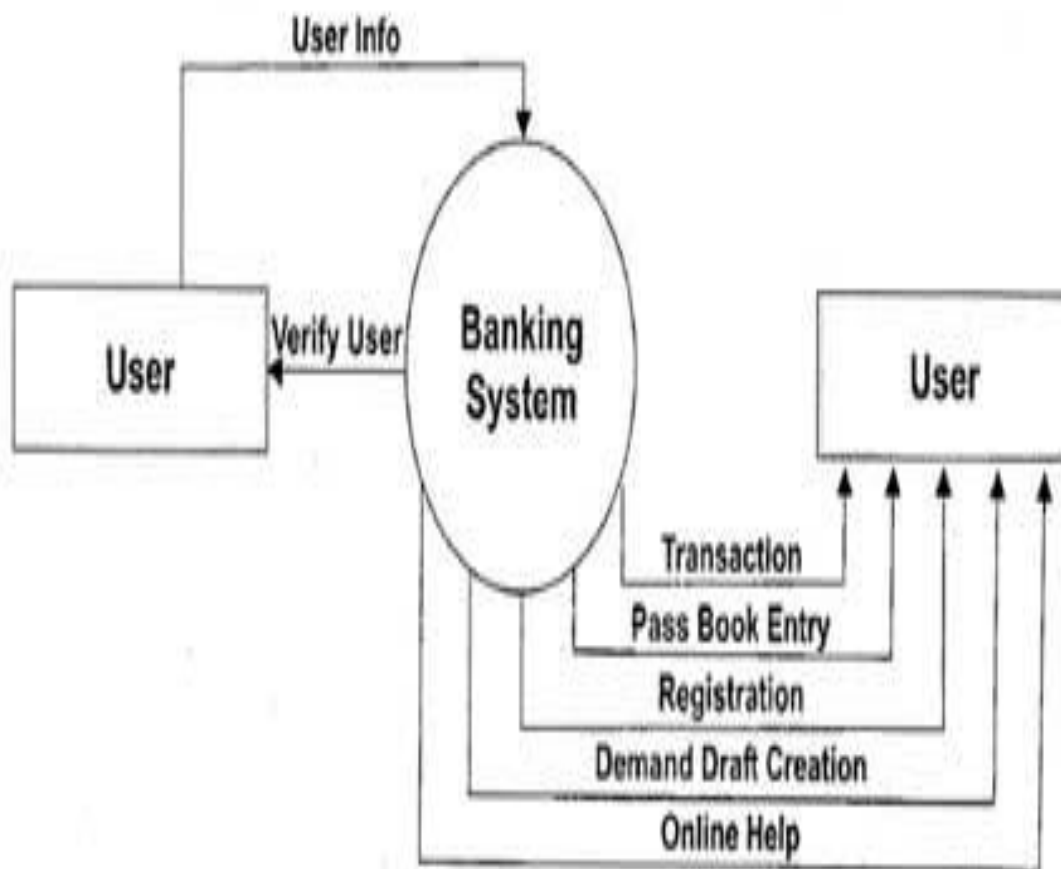 User Info
User
Verify User
Banking
System
User
Transaction
Pass Book Entry
Registration
Demand Draft Creation
Online Help